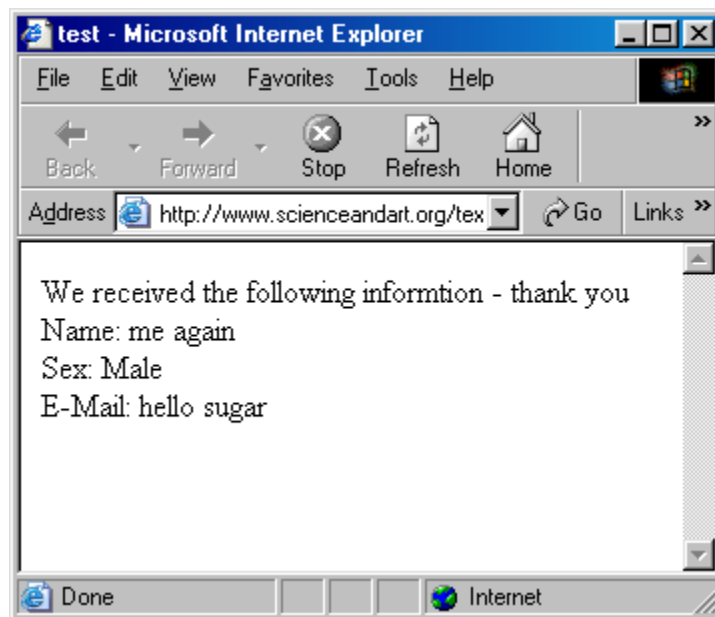 test - Microsoft Internet Explorer
File Edit View Favorites Tools Help
»
Back Forward Stop Refresh Home
Address http://www.scienceandart.org/tex Go Links »
We received the following informtion - thank you
Name: me again
Sex: Male
E-Mail: hello sugar
Done Internet